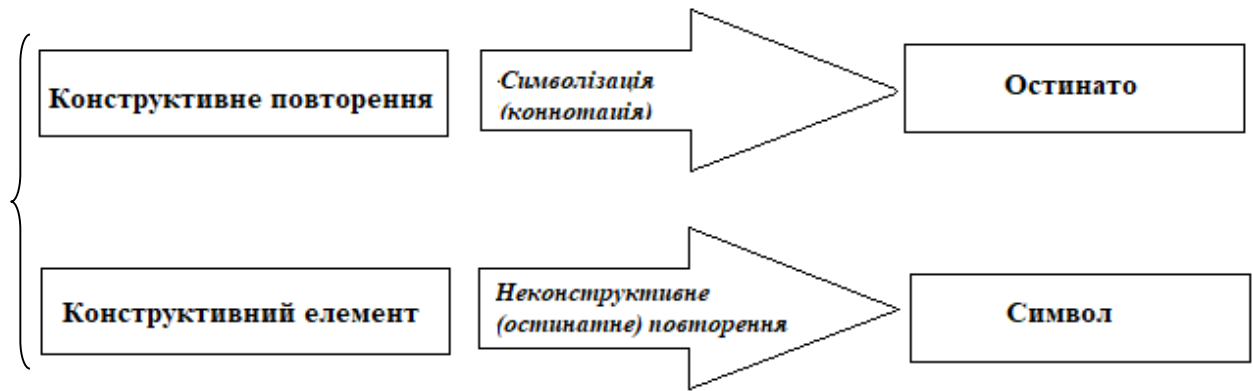 Конструктивне повторення
Символізація
(коннотація)
Остинато
Конструктивний елемент
Неконструктивне
(остинатне) повторення
Символ